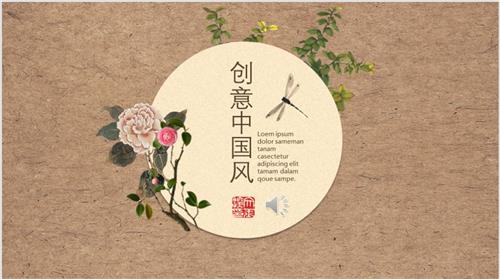 创意中国风
Lorem ipsum
dolor sameman
tanam
casectetur
adipiscing elit
tamam dalam
qoue sampe.